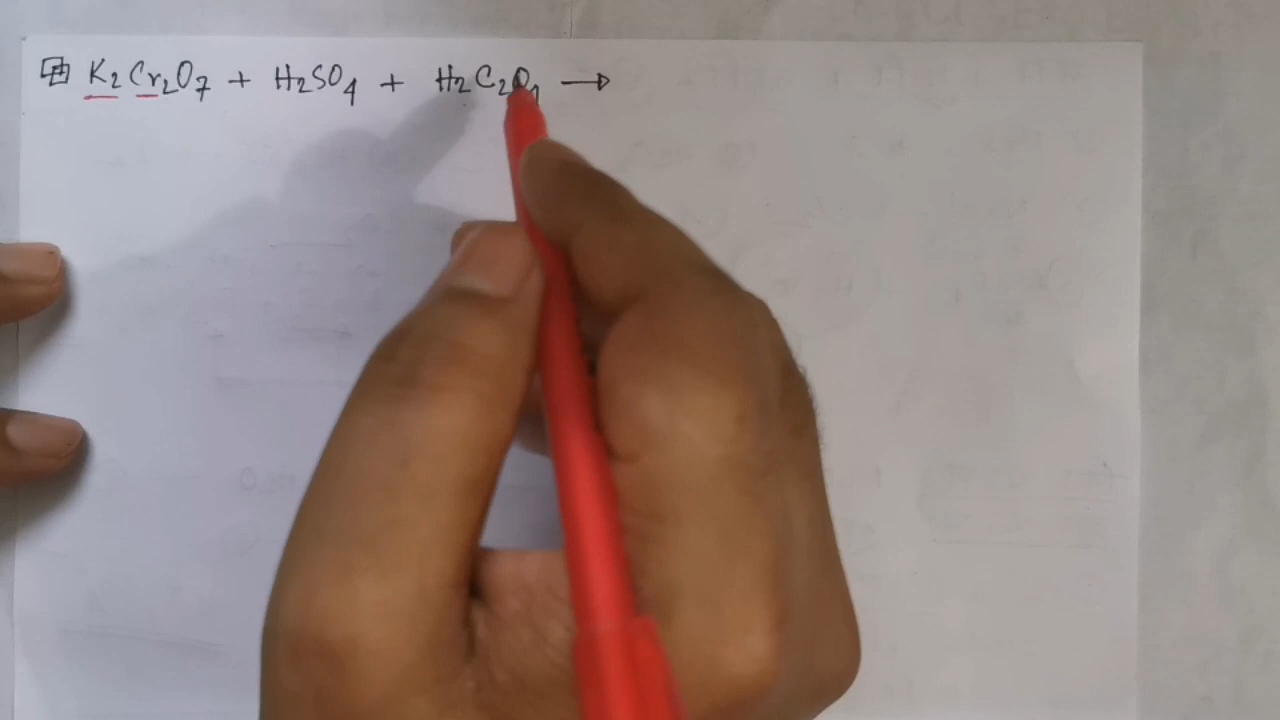 K₂Cr₂O₇ + H₂SO₄ + H₂C₂O₄ →